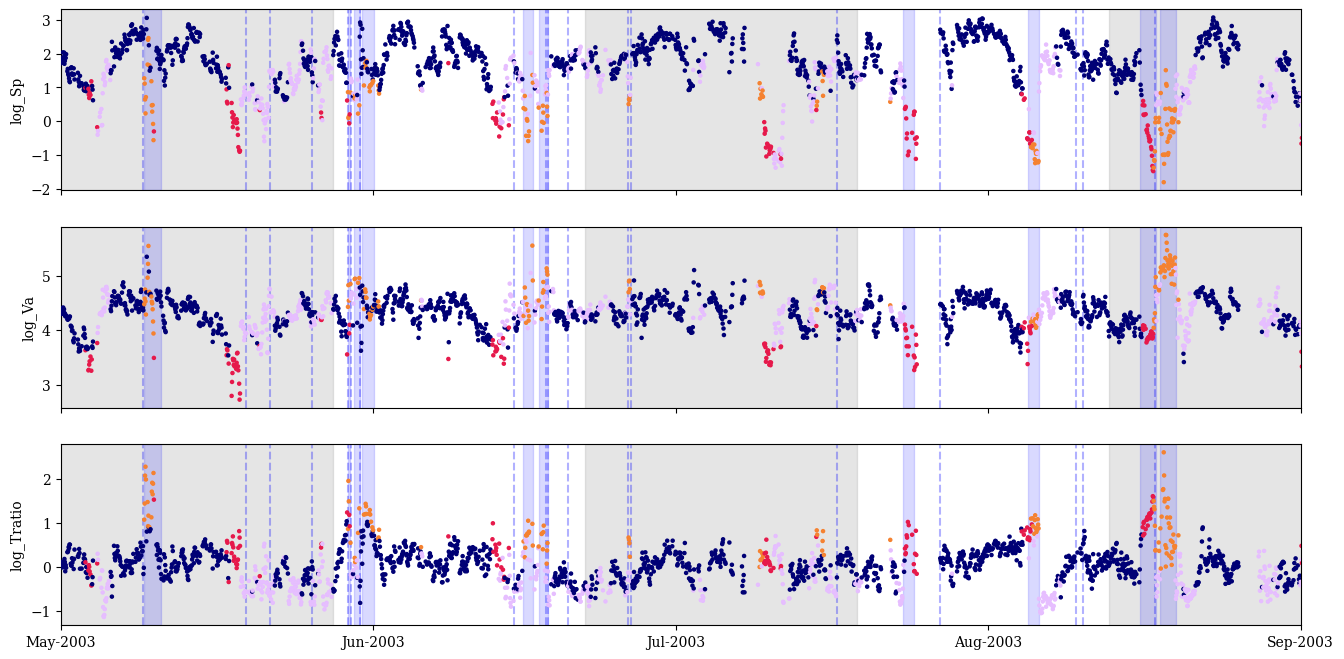 log_Sp
3
2
1
0
−1
−2
log_Va
5
4
3
log_Tratio
2
1
0
−1
May-2003
Jun-2003
Jul-2003
Aug-2003
Sep-2003